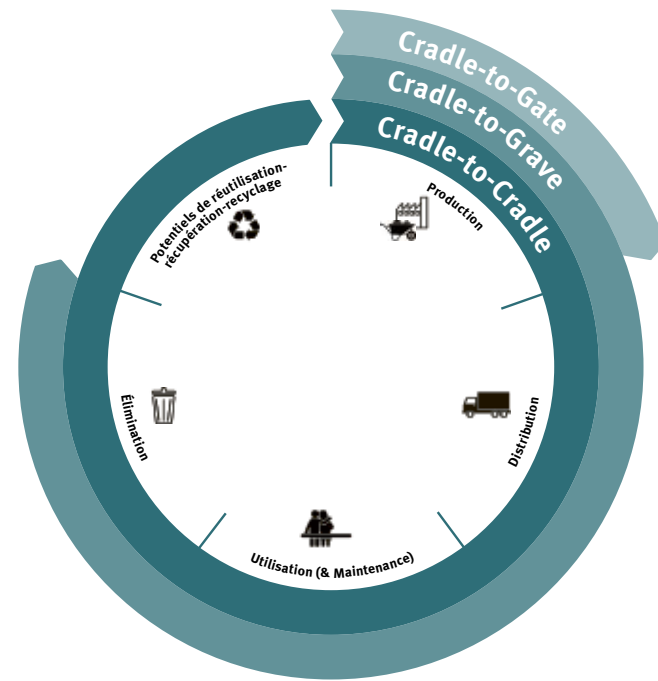 Cradle-to-Gate
Cradle-to-Grave
Cradle-to-Cradle
Production
Distribution
Utilisation (& Maintenance)
Élimination
Potentiels de réutilisation-
récupération-recyclage